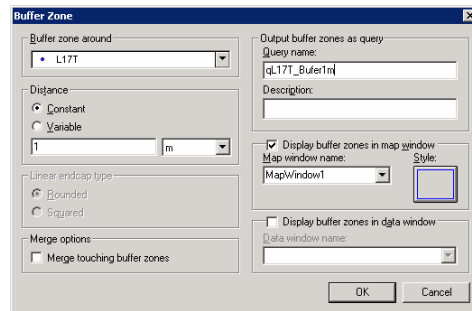 Buffer Zone
Buffer zone around
L17T
Distance
Constant
Variable
1
m
Linear endcap type
Rounded
Squared
Merge options
Merge touching buffer zones
Output buffer zones as query
Query name:
qL17T_Bufer1m
Description:
Display buffer zones in map window
Map window name:
Style:
MapWindow1
Display buffer zones in data window
Data window name:
OK
Cancel